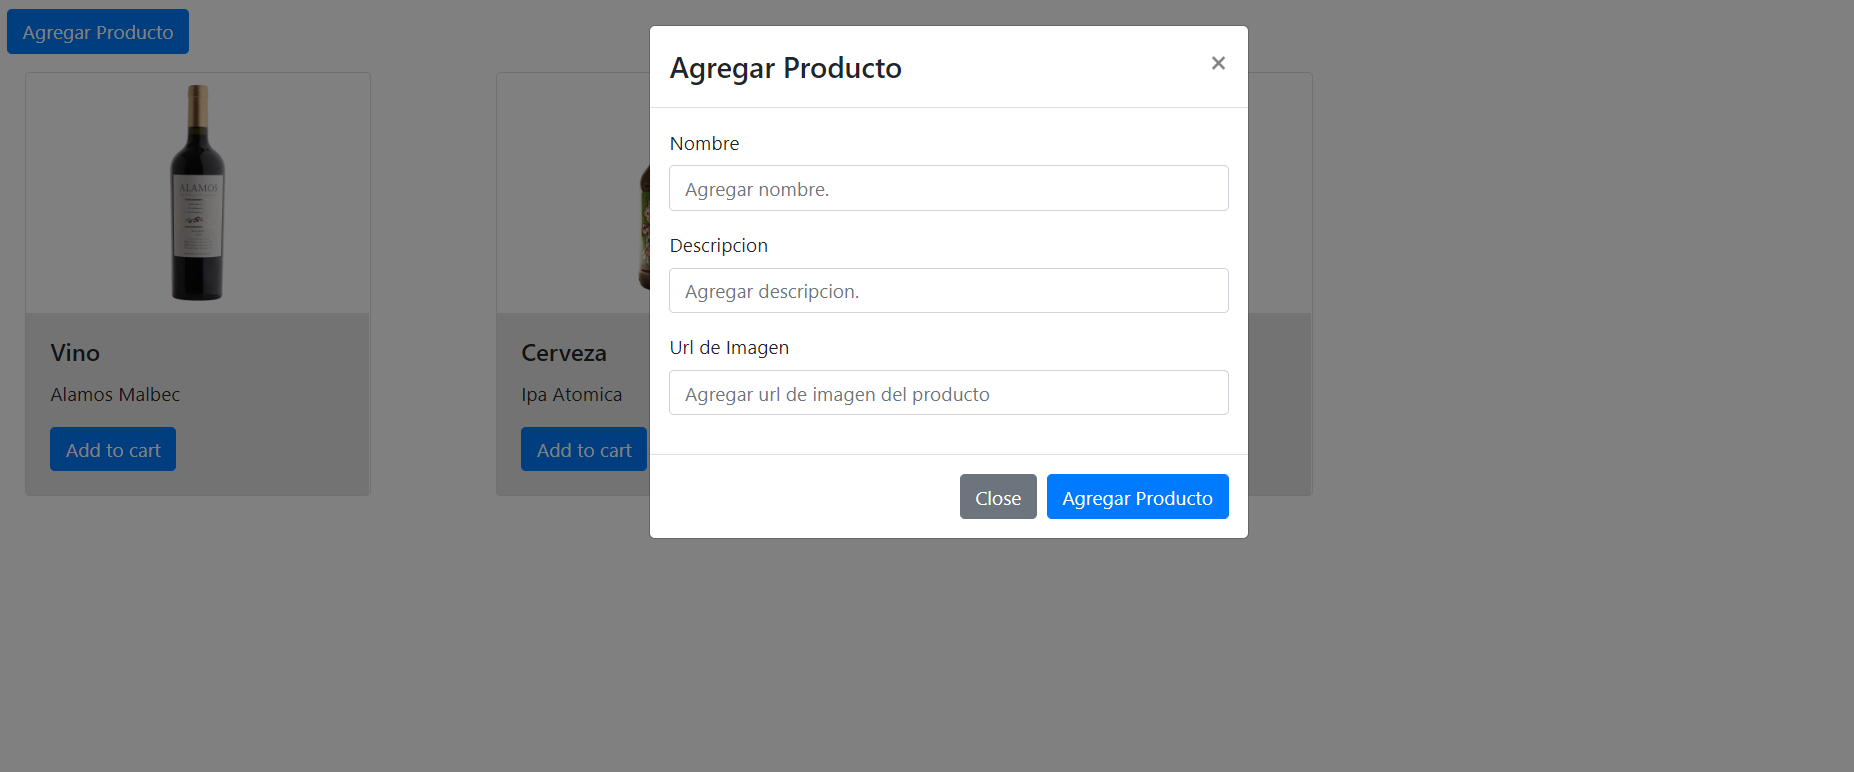 Agregar Producto
ALAMOS
Vino
Alamos Malbec
Add to cart
Cerveza
Ipa Atomica
Add to cart
Agregar Producto
×
Nombre
Agregar nombre.
Descripcion
Agregar descripcion.
Url de Imagen
Agregar url de imagen del producto
Close
Agregar Producto